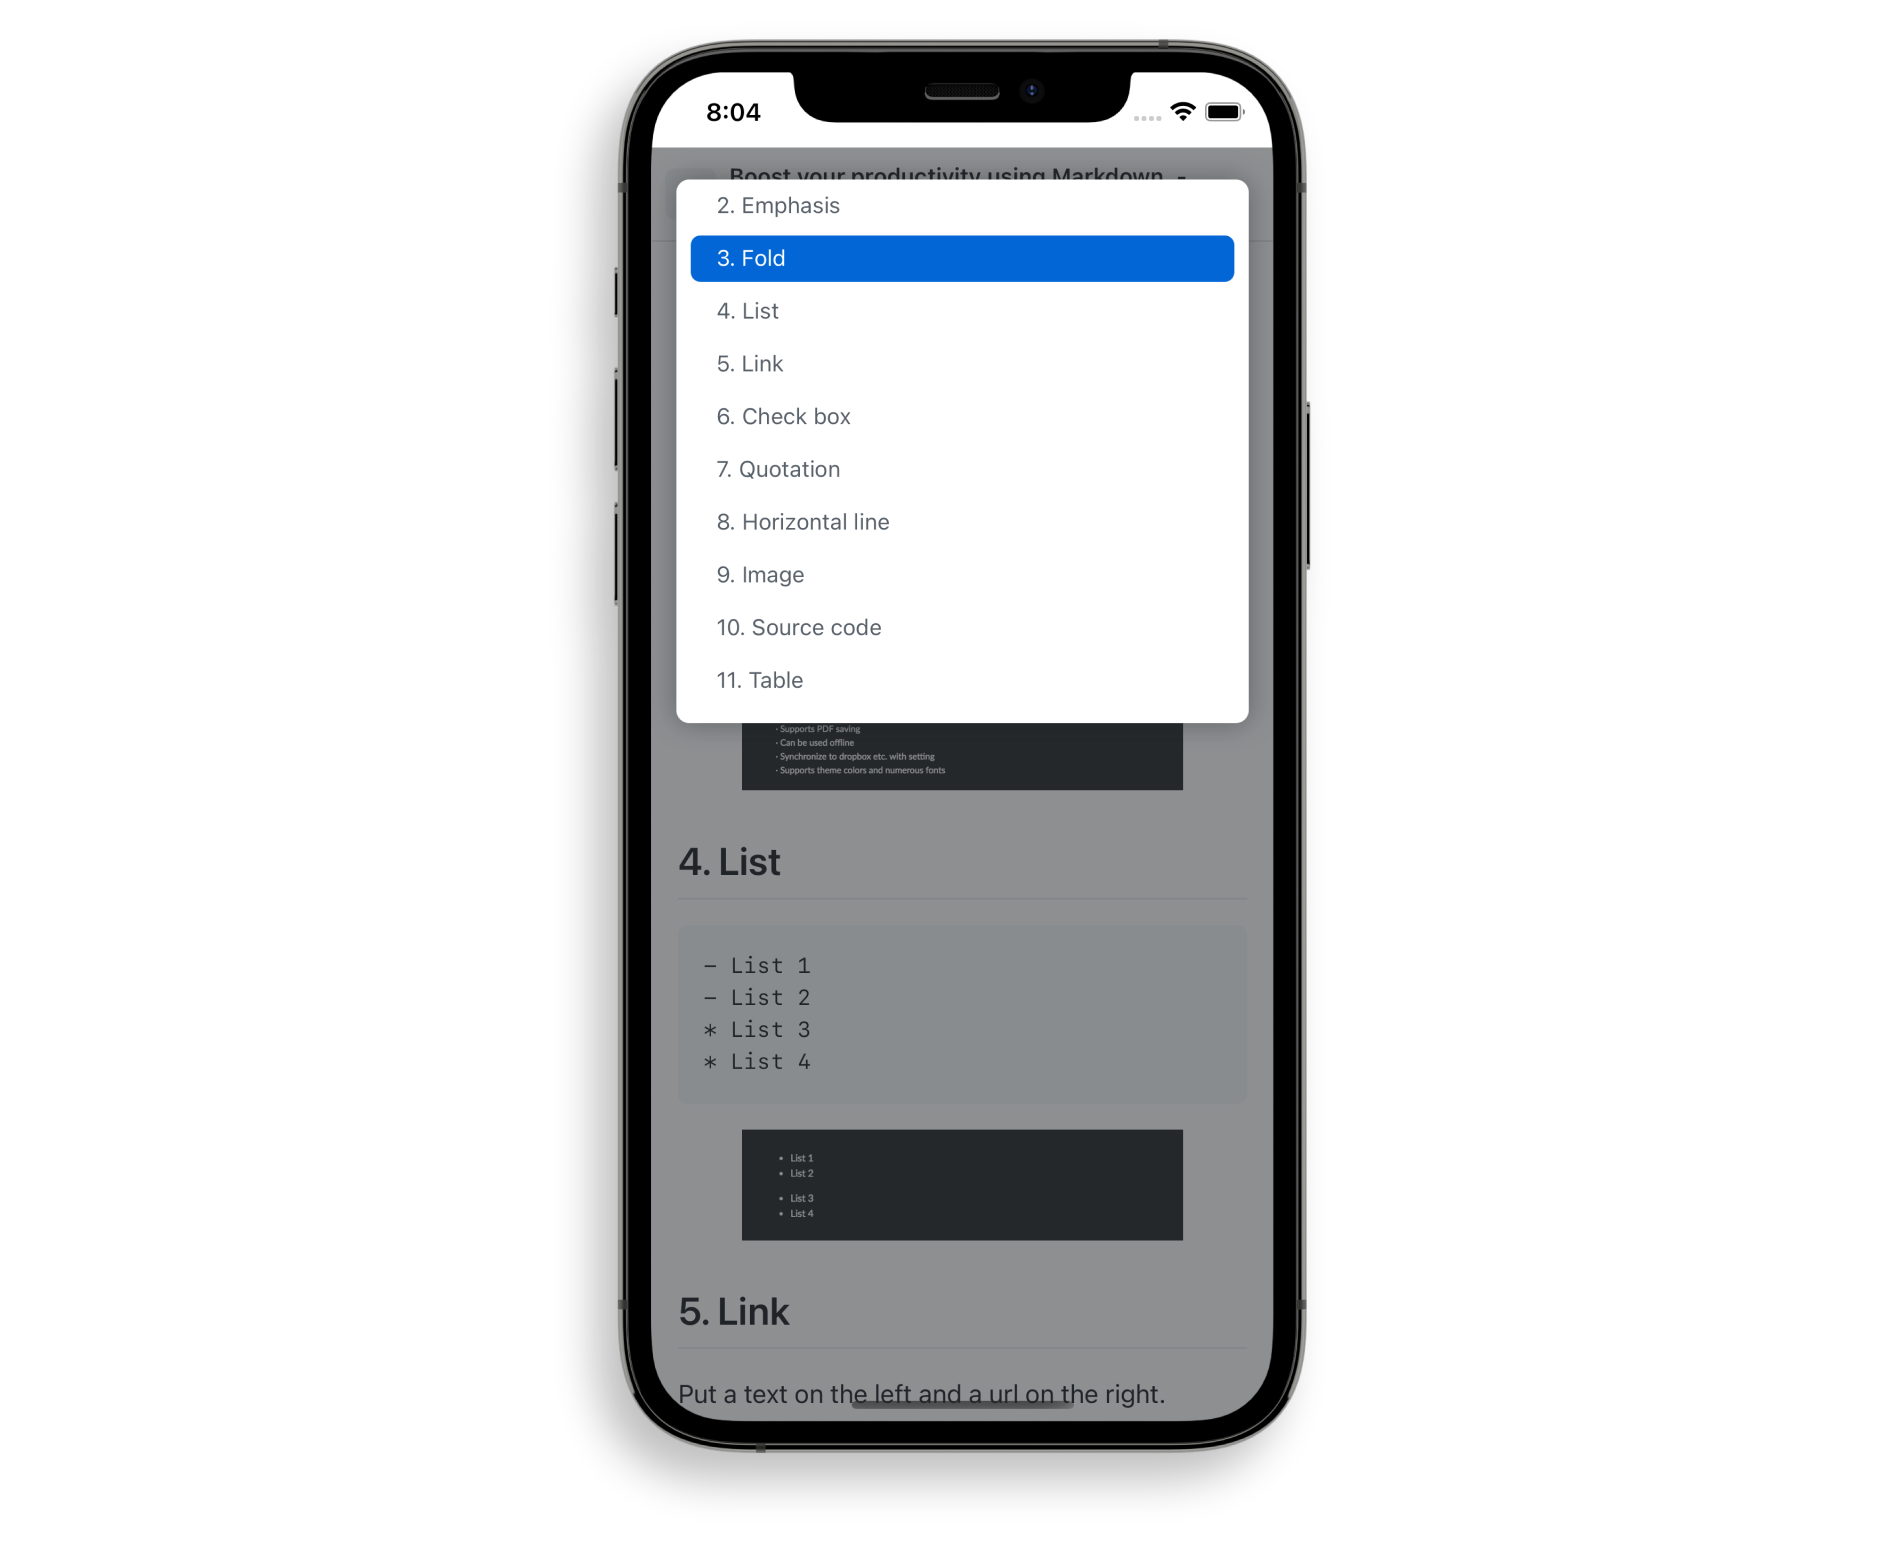 8:04
Boost your productivity using Markdown -
2. Emphasis
3. Fold
4. List
5. Link
6. Check box
7. Quotation
8. Horizontal line
9. Image
10. Source code
11. Table
· Supports PDF saving
· Can be used offline
· Synchronize to dropbox etc. with setting
· Supports theme colors and numerous fonts
4. List
- List 1
- List 2
* List 3
* List 4
• List 1
• List 2
• List 3
• List 4
5. Link
Put a text on the left and a url on the right.